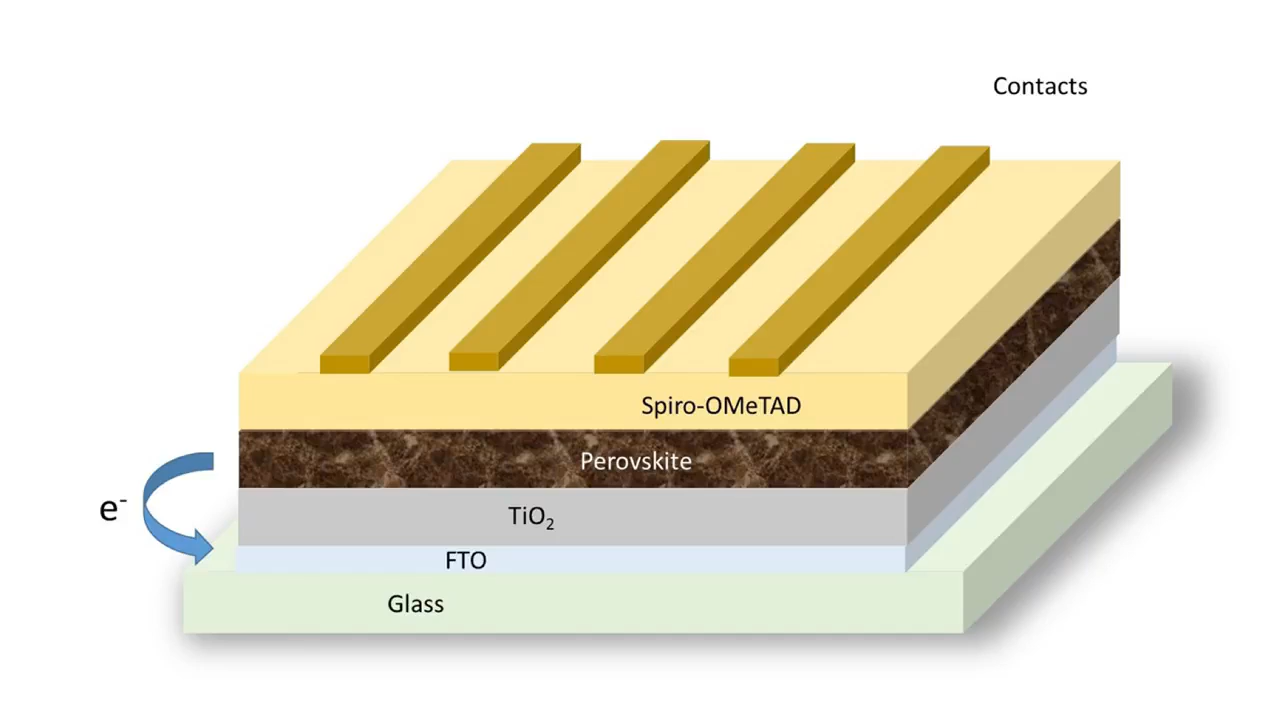 Contacts
Spiro-OMeTAD
Perovskite
e⁻
TiO₂
FTO
Glass